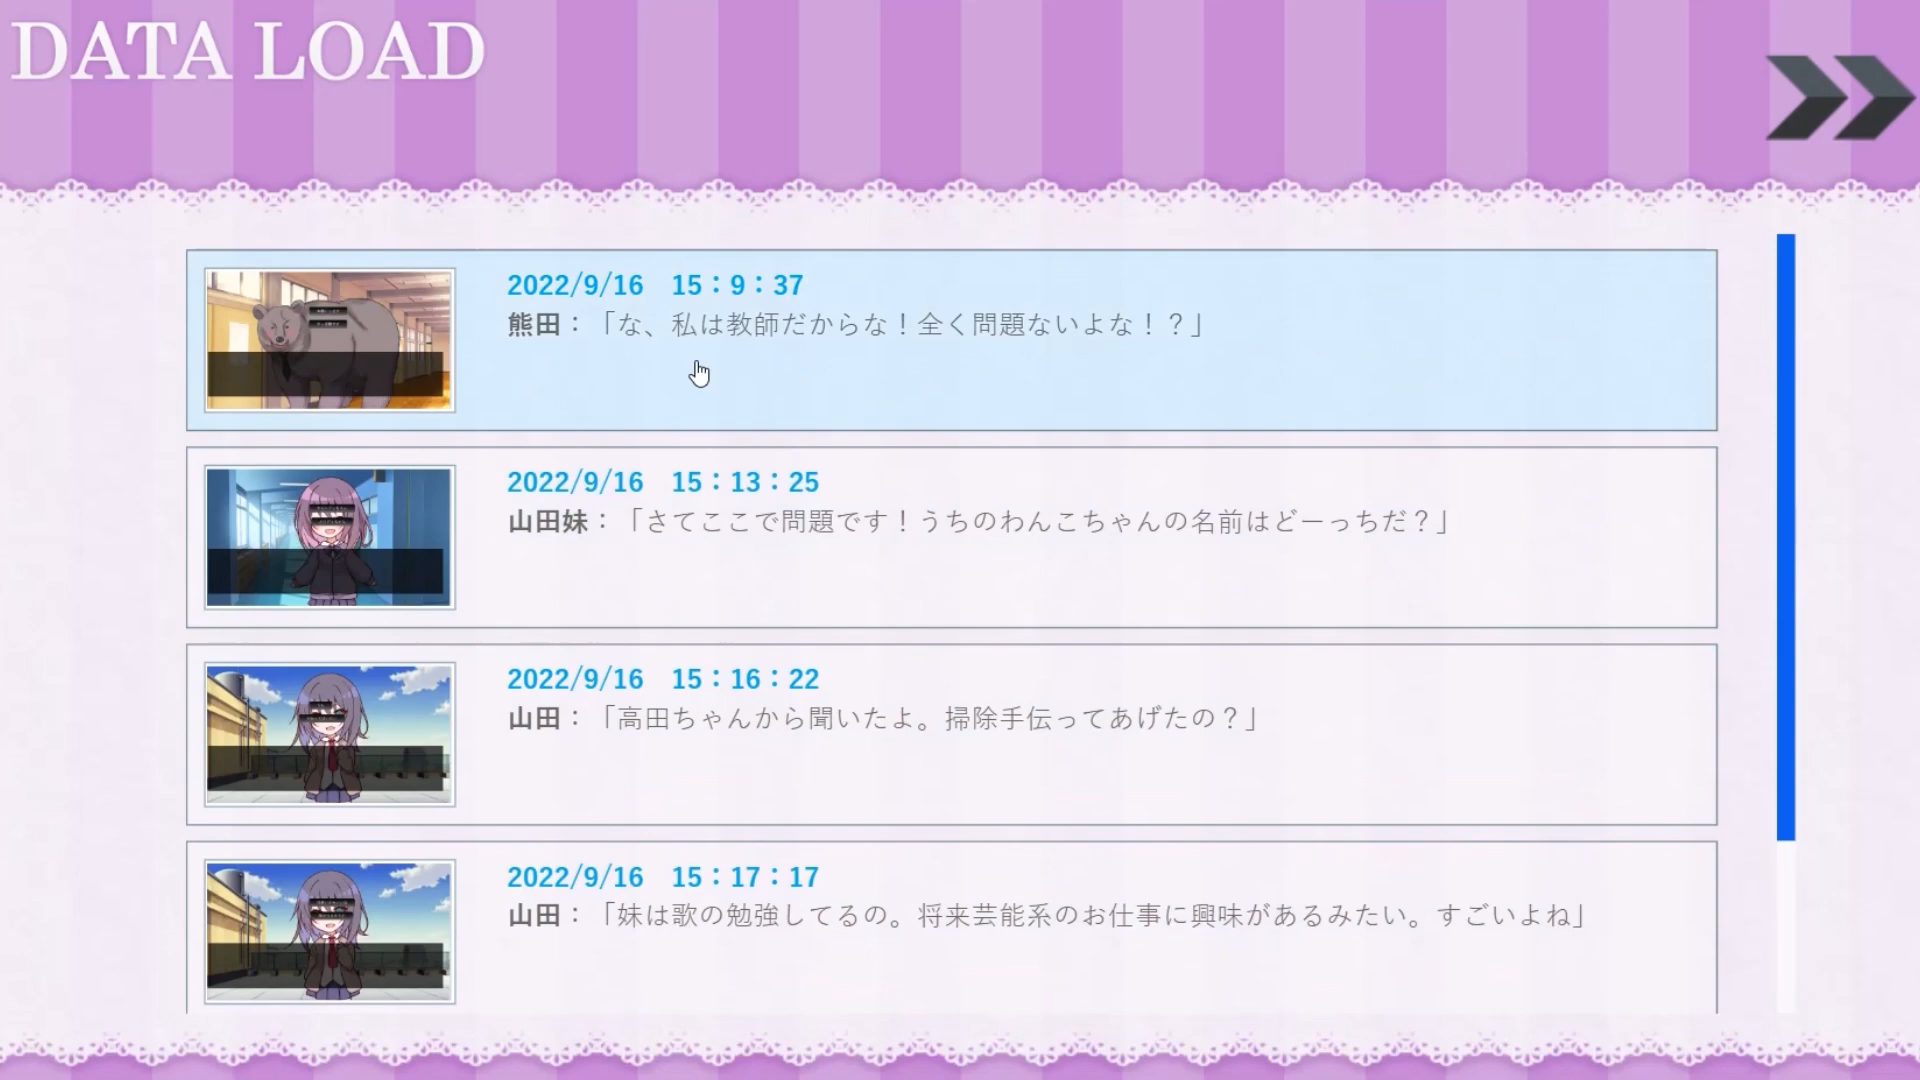 DATA LOAD
2022/9/16　15：9：37
熊田：「な、私は教師だからな！全く問題ないよな！？」
2022/9/16　15：13：25
山田妹：「さてここで問題です！うちのわんこちゃんの名前はどーっちだ？」
2022/9/16　15：16：22
山田：「高田ちゃんから聞いたよ。掃除手伝ってあげたの？」
2022/9/16　15：17：17
山田：「妹は歌の勉強してるの。将来芸能系のお仕事に興味があるみたい。すごいよね」